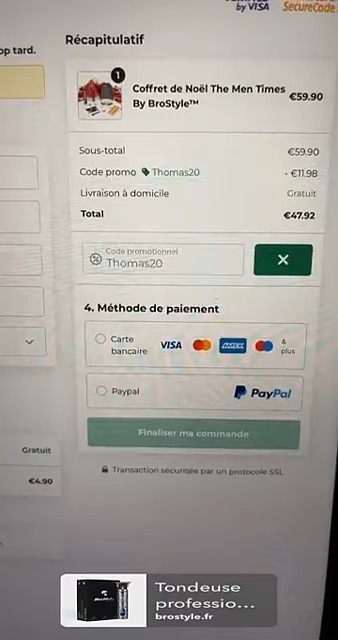 by VISA
SecureCode.
Récapitulatif
op tard.
1
Coffret de Noël The Men Times
By BroStyle™
€59.90
Sous-total €59.90
Code promo Thomas20 - €11.98
Livraison à domicile Gratuit
Total €47.92
Code promotionnel
Thomas20
X
4. Méthode de paiement
Carte
bancaire
VISA
AMEX
&
plus
Paypal
PayPal
Finaliser ma commande
Gratuit
Transaction sécurisée par un protocole SSL
€4.90
Tondeuse
professio...
brostyle.fr